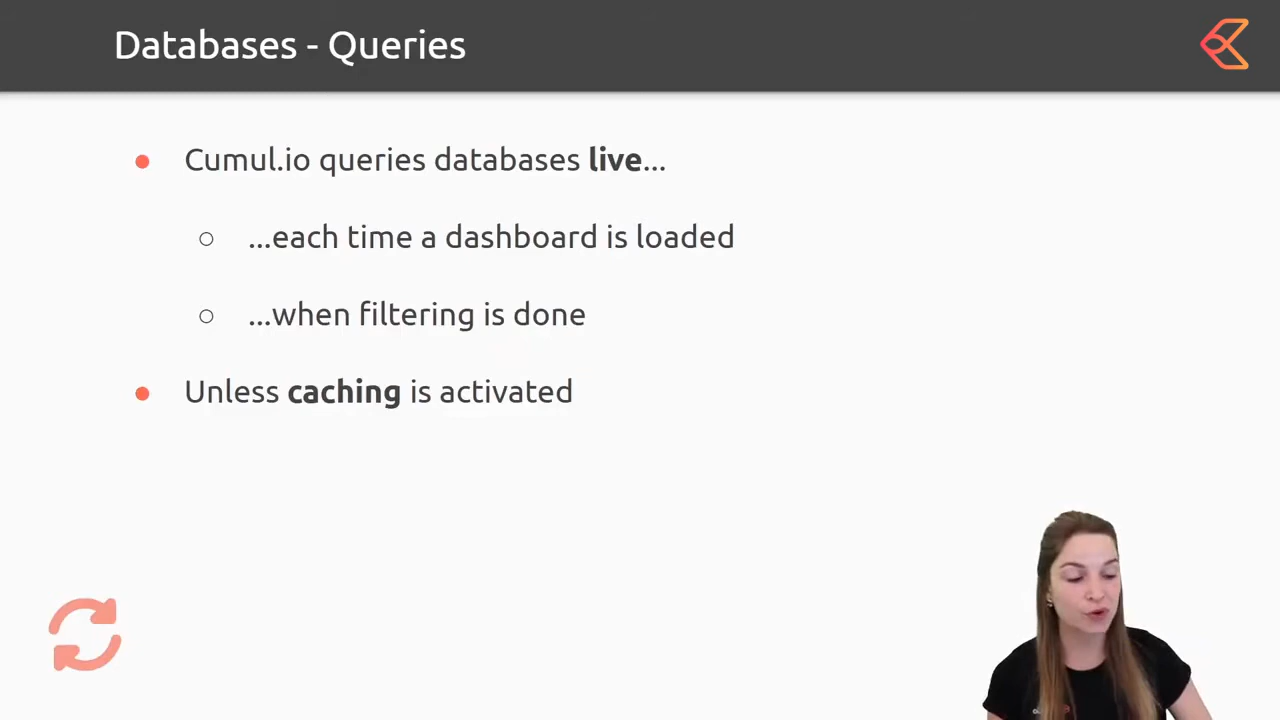 Databases - Queries
Cumul.io queries databases live...
...each time a dashboard is loaded
...when filtering is done
Unless caching is activated